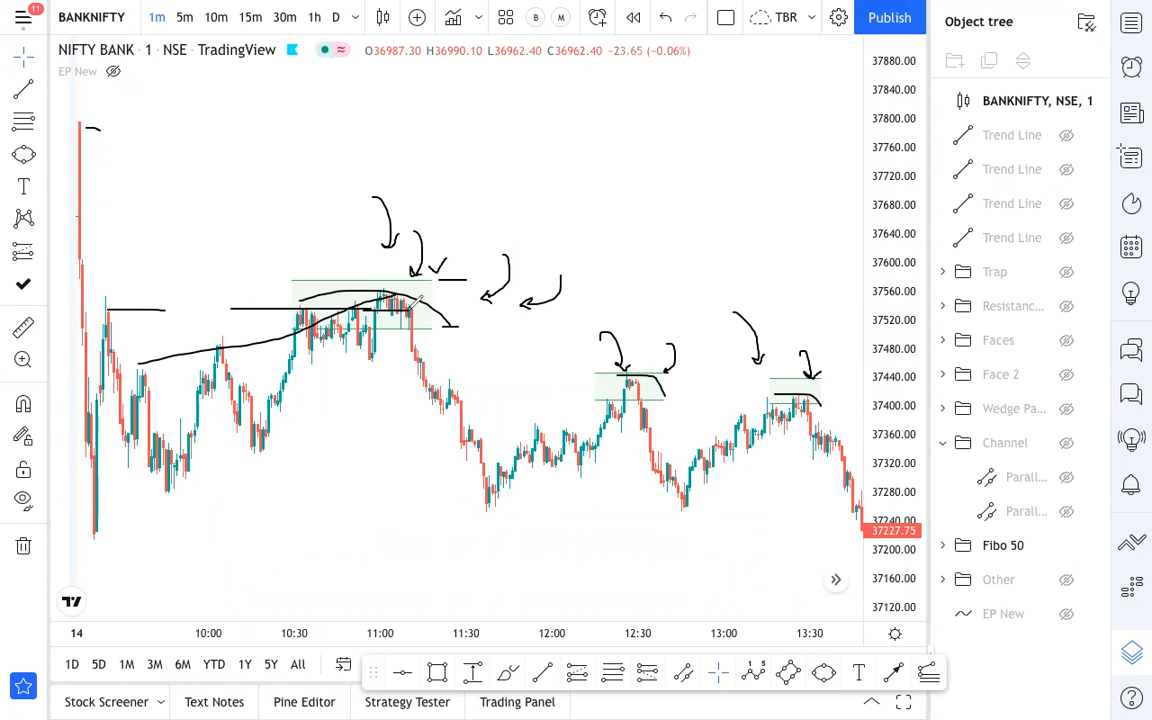 BANKNIFTY 1m 5m 10m 15m 30m 1h D B M TBR Publish
11
Object tree
NIFTY BANK · 1 · NSE · TradingView O36987.30 H36990.10 L36962.40 C36962.40 −23.65 (−0.06%)
EP New
37880.00
37840.00
37800.00
37760.00
37720.00
37680.00
37640.00
37600.00
37560.00
37520.00
37480.00
37440.00
37400.00
37360.00
37320.00
37280.00
37240.00
37227.75
37200.00
37160.00
37120.00
BANKNIFTY, NSE, 1
Trend Line
Trend Line
Trend Line
Trend Line
Trap
Resistanc...
Faces
Face 2
Wedge Pa...
Channel
Parall...
Parall...
Fibo 50
Other
EP New
14 10:00 10:30 11:00 11:30 12:00 12:30 13:00 13:30
1D 5D 1M 3M 6M YTD 1Y 5Y All
Stock Screener Text Notes Pine Editor Strategy Tester Trading Panel